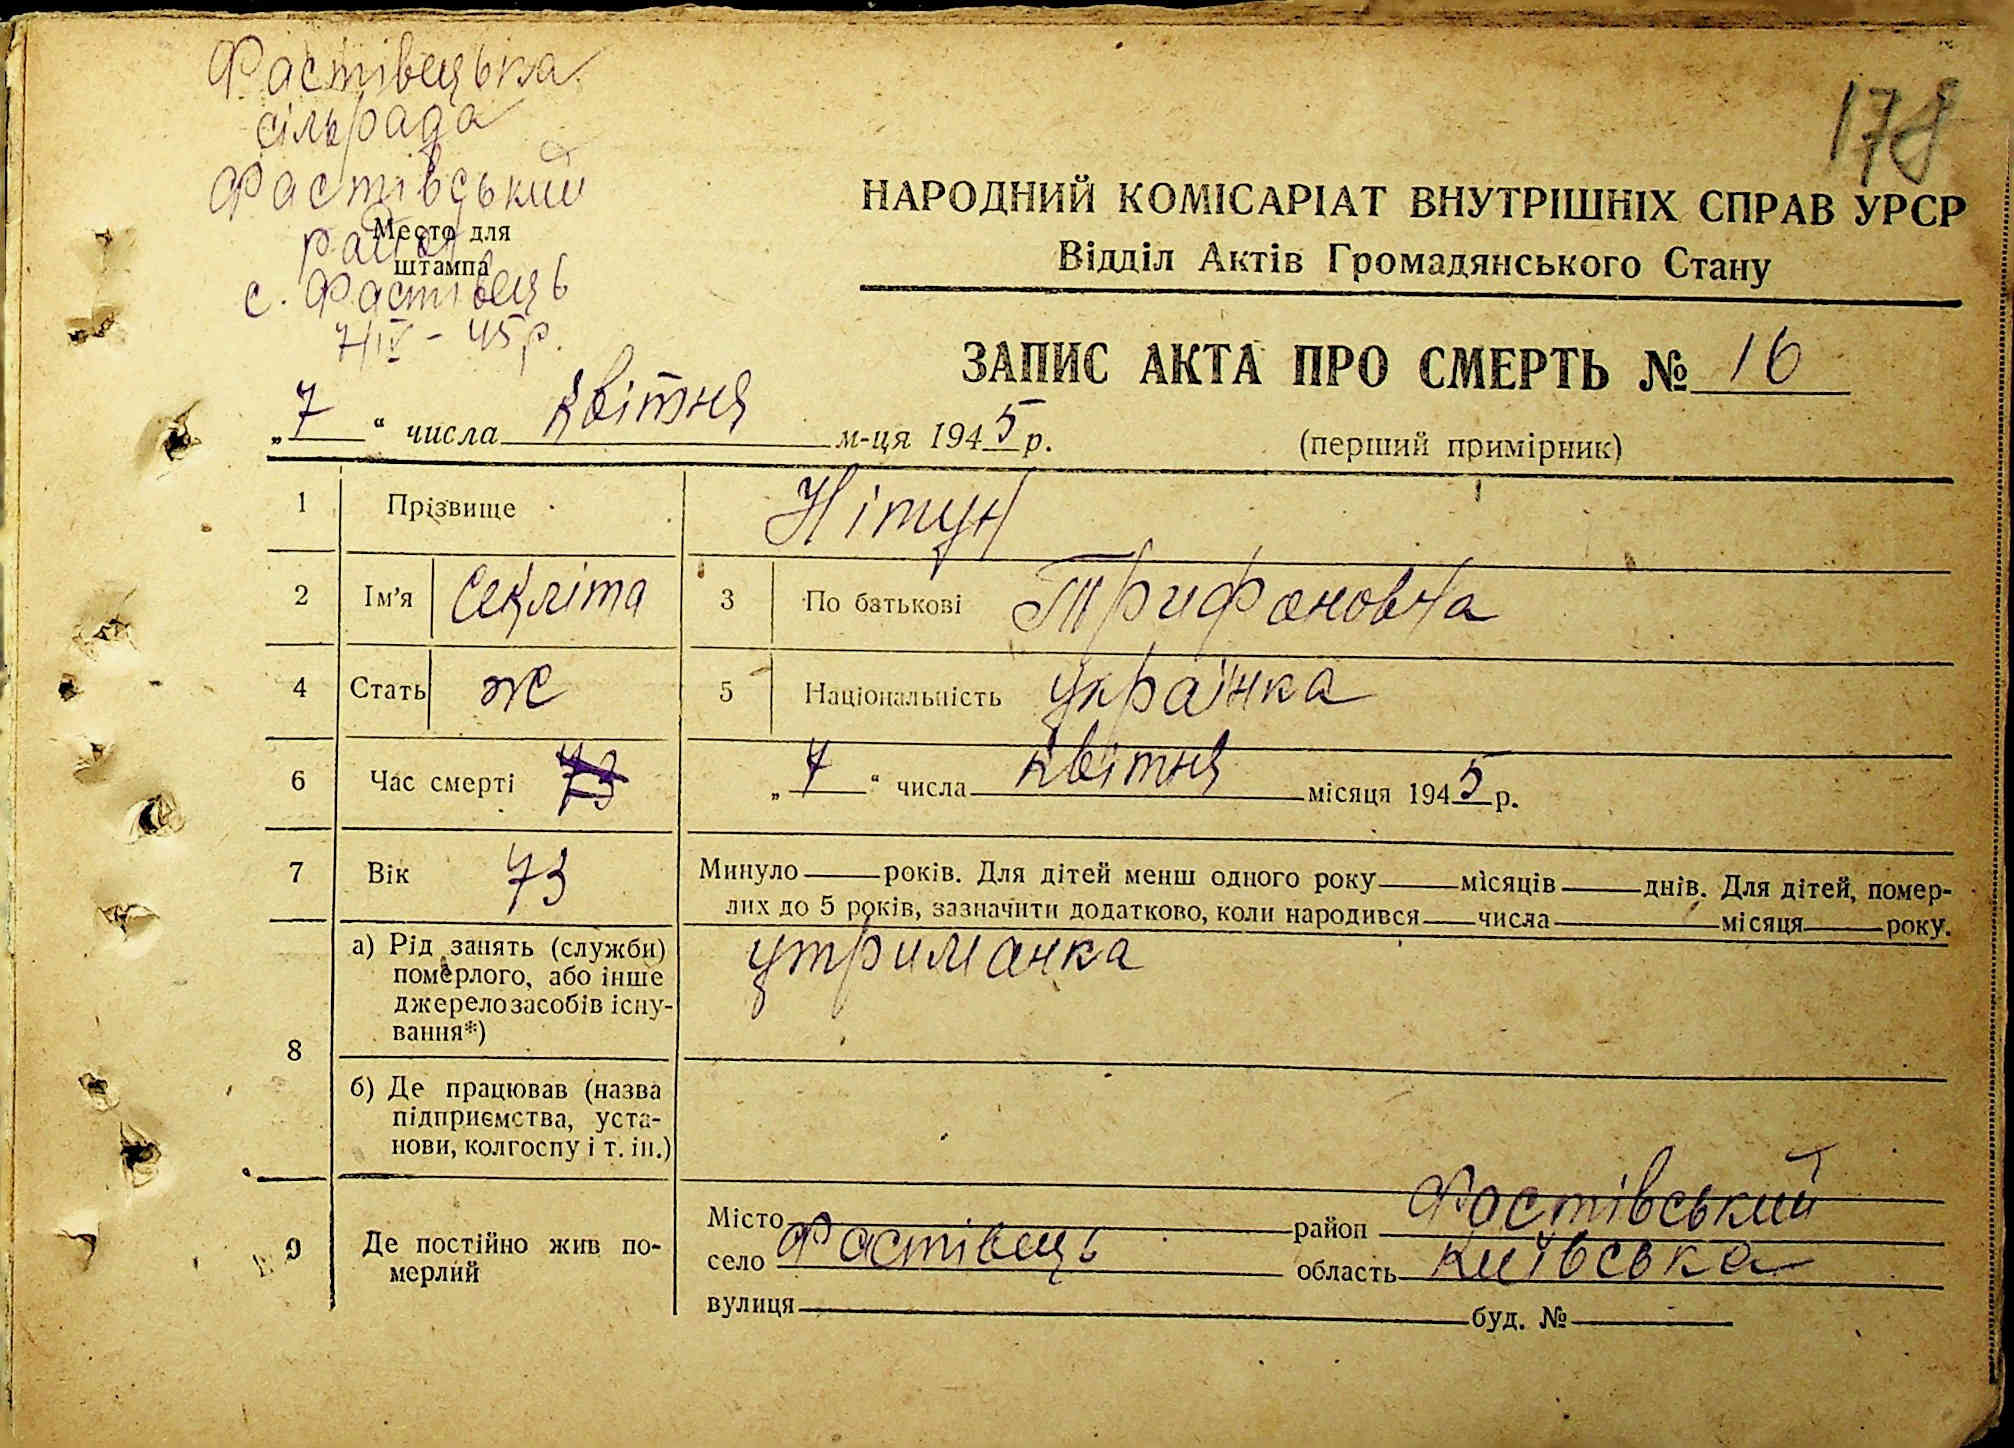 Фастівецька
сільрада
Фастівський
район
Место для
штампа
с. Фастівець
7/IV - 45 р.
178
НАРОДНИЙ КОМІСАРІАТ ВНУТРІШНІХ СПРАВ УРСР
Відділ Актів Громадянського Стану
ЗАПИС АКТА ПРО СМЕРТЬ № 16
„7“ числа квітня м-ця 1945 р.
(перший примірник)
1 Прізвище Нітун
2 Ім'я Секліта 3 По батькові Трифоновна
4 Стать ж 5 Національність українка
6 Час смерті 73 „7“ числа квітня місяця 1945 р.
7 Вік 73 Минуло років. Для дітей менш одного року місяців днів. Для дітей, помер-
лих до 5 років, зазначити додатково, коли народився числа місяця року.
8 а) Рід занять (служби)
померлого, або інше
джерело засобів існу-
вання*)
утриманка
б) Де працював (назва
підприємства, уста-
нови, колгоспу і т. ін.)
9 Де постійно жив по-
мерлий
Місто район Фастівський
село Фастівець область Київська
вулиця буд. №